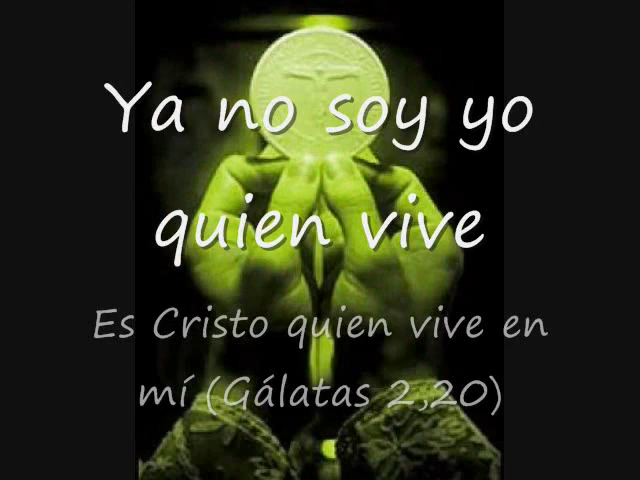 Ya no soy yo
quien vive
Es Cristo quien vive en
mí (Gálatas 2,20)